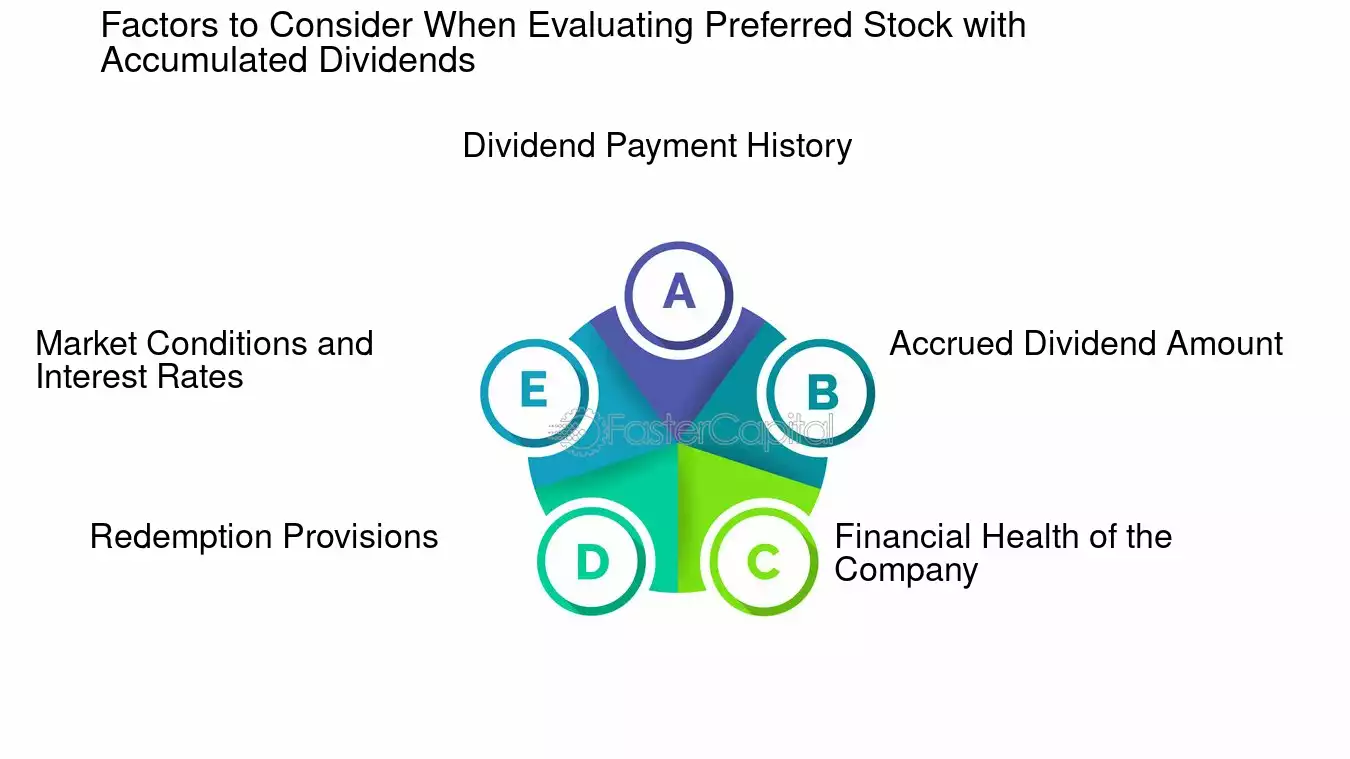 Factors to Consider When Evaluating Preferred Stock with
Accumulated Dividends
Dividend Payment History
A
Market Conditions and
Interest Rates
E
B
Accrued Dividend Amount
FasterCapital
Redemption Provisions
D
C
Financial Health of the
Company